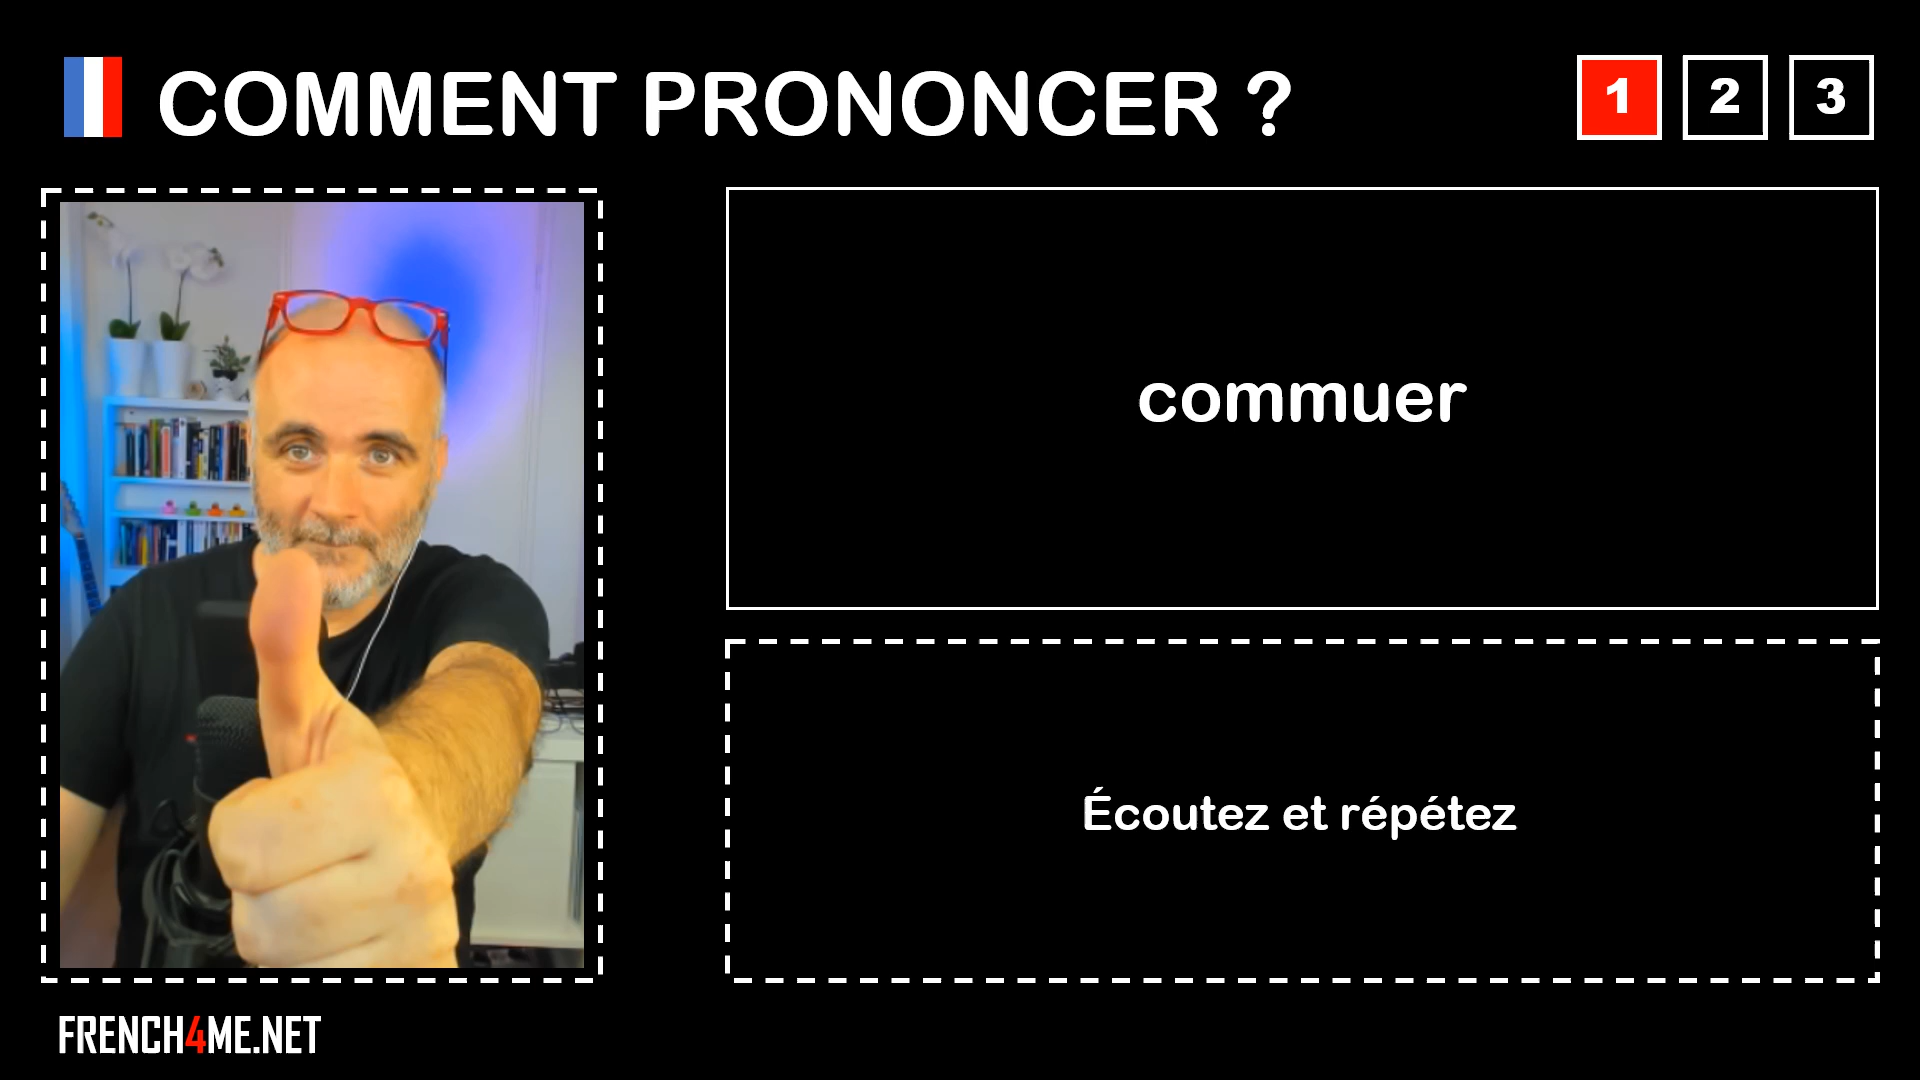 COMMENT PRONONCER ?
1 2 3
commuer
Écoutez et répétez
FRENCH4ME.NET